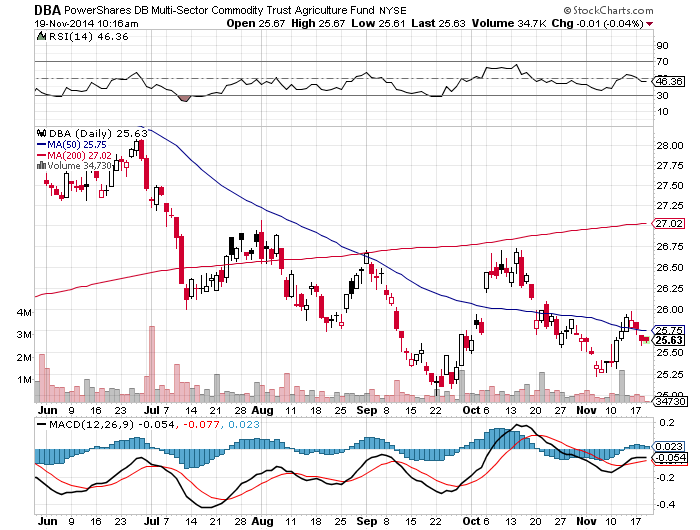 DBA PowerShares DB Multi-Sector Commodity Trust Agriculture Fund NYSE © StockCharts.com
19-Nov-2014 10:16am Open 25.67 High 25.67 Low 25.61 Last 25.63 Volume 34.7K Chg -0.01 (-0.04%)
RSI(14) 46.36
90
70
50
46.36
30
10
DBA (Daily) 25.63
MA(50) 25.75
MA(200) 27.02
Volume 34,730
28.00
27.75
27.50
27.25
27.02
26.75
26.50
26.25
26.00
25.75
25.63
25.50
25.25
25.00
4M
3M
2M
1M
34730
Jun 9 16 23 Jul 7 14 21 28 Aug 11 18 25 Sep 8 15 22 Oct 6 13 20 27 Nov 10 17
MACD(12,26,9) -0.054, -0.077, 0.023
0.2
0.023
-0.054
-0.2
-0.4
Jun 9 16 23 Jul 7 14 21 28 Aug 11 18 25 Sep 8 15 22 Oct 6 13 20 27 Nov 10 17